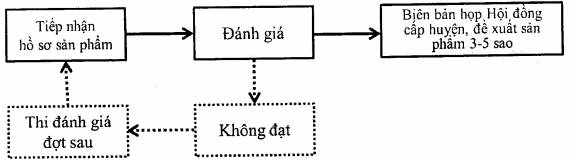 Tiếp nhận
hồ sơ sản phẩm
Đánh giá
Biên bản họp Hội đồng
cấp huyện, đề xuất sản
phẩm 3-5 sao
Thi đánh giá
đợt sau
Không đạt